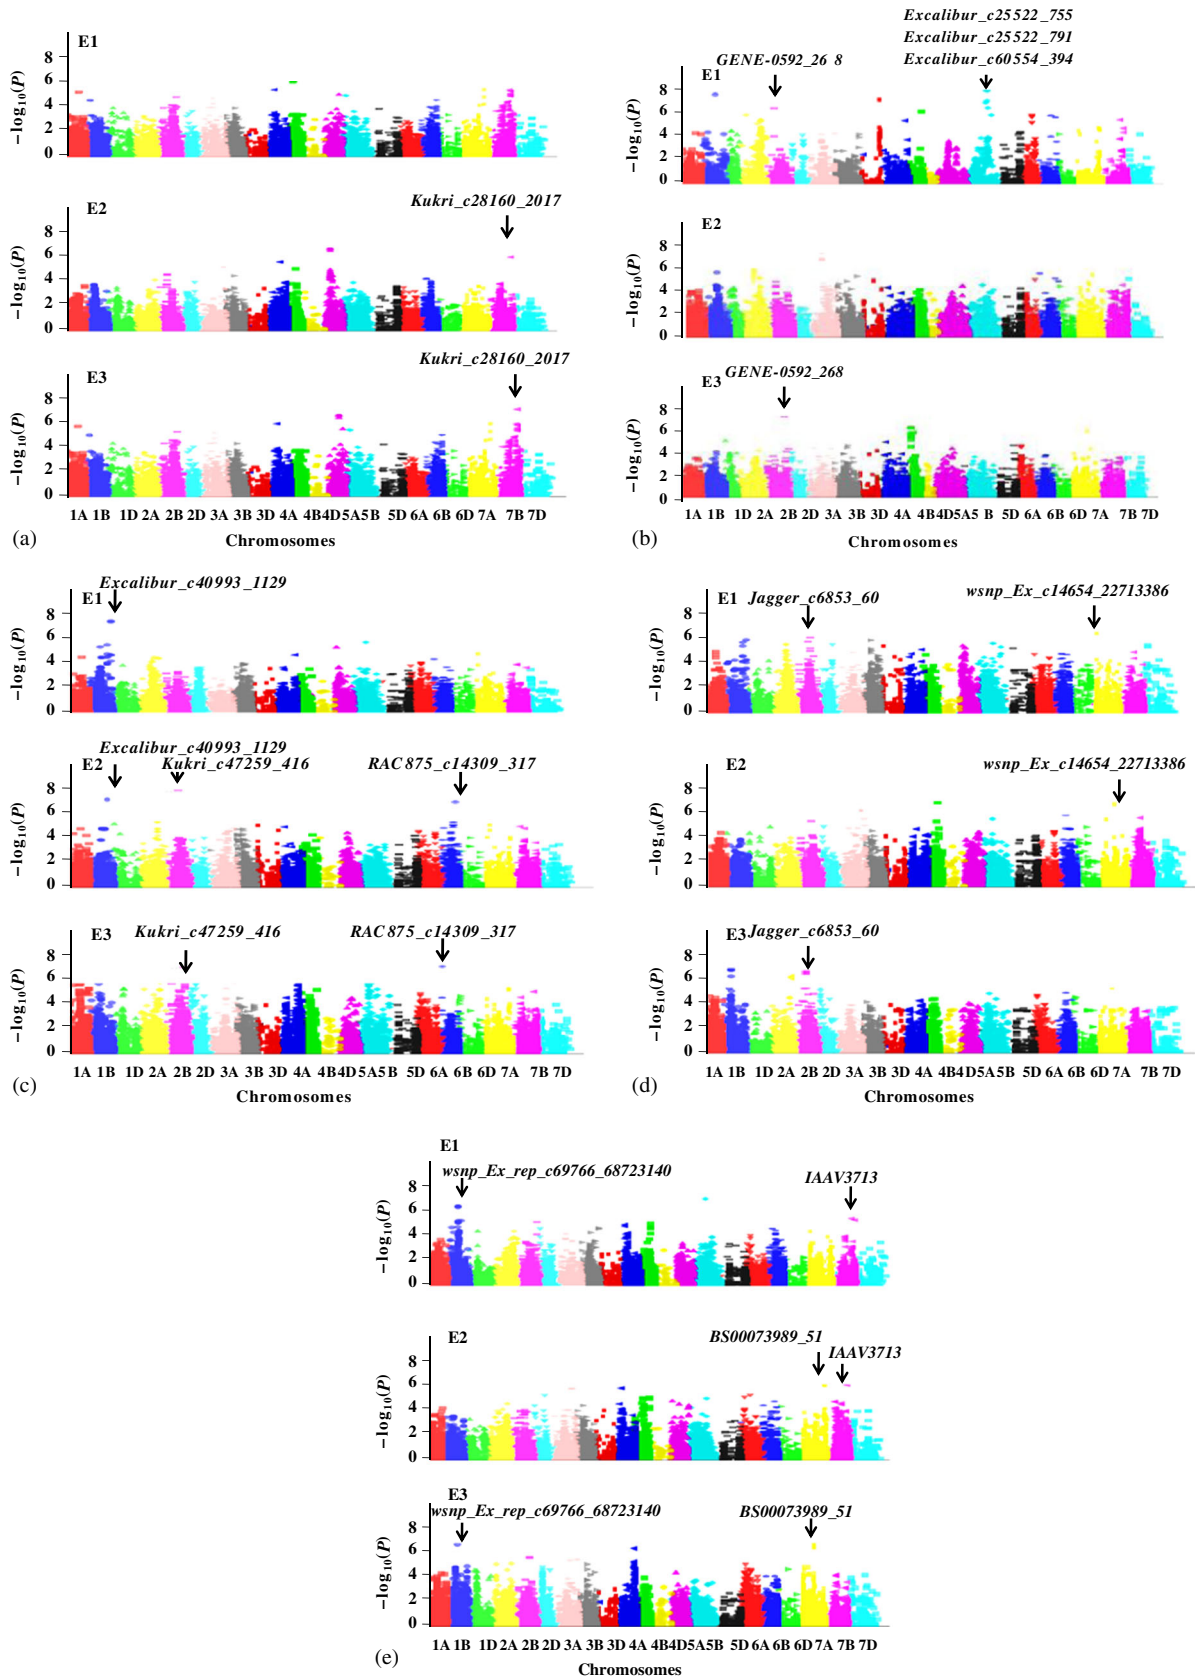 E1
8
6
4
2
0
−log10(P)
Kukri_c28160_2017
E2
8
6
4
2
0
−log10(P)
Kukri_c28160_2017
E3
8
6
4
2
0
−log10(P)
1A 1B 1D 2A 2B 2D 3A 3B 3D 4A 4B4D5A5B 5D 6A 6B 6D 7A 7B 7D
(a)
Chromosomes
Excalibur_c25522_755
Excalibur_c25522_791
GENE-0592_26 8
Excalibur_c60554_394
E1
8
6
4
2
0
−log10(P)
E2
8
6
4
2
0
−log10(P)
E3
GENE-0592_268
8
6
4
2
0
−log10(P)
1A 1B 1D 2A 2B 2D 3A 3B 3D 4A 4B4D5A5 B 5D 6A 6B 7A 7B 7D
(b)
Chromosomes
Excalibur_c40993_1129
E1
8
6
4
2
0
−log10(P)
Excalibur_c40993_1129
E2
Kukri_c47259_416
RAC875_c14309_317
8
6
4
2
0
−log10(P)
E3
Kukri_c47259_416
RAC875_c14309_317
8
6
4
2
0
−log10(P)
1A 1B 1D 2A 2B 2D 3A 3B 3D 4A 4B4D5A5 B 5D 6A 6B 6D 7A 7B 7D
(c)
Chromosomes
wsnp_Ex_c14654_22713386
E1
Jagger_c6853_60
8
6
4
2
0
−log10(P)
E2
wsnp_Ex_c14654_22713386
8
6
4
2
0
−log10(P)
E3
Jagger_c6853_60
8
6
4
2
0
−log10(P)
1A 1B 1D 2A 2B 2D 3A 3B 3D 4A 4B4D5A5B 5D 6A 6B 6D 7A 7B 7D
(d)
Chromosomes
E1
wsnp_Ex_rep_c69766_68723140
IAAV3713
8
6
4
2
0
−log10(P)
E2
BS00073989_51
IAAV3713
8
6
4
2
0
−log10(P)
E3
wsnp_Ex_rep_c69766_68723140
BS00073989_51
8
6
4
2
0
−log10(P)
1A 1B 1D 2A 2B 2D 3A 3B 3D 4A 4B4D5A5B 5D 6A 6B 6D 7A 7B 7D
(e)
Chromosomes